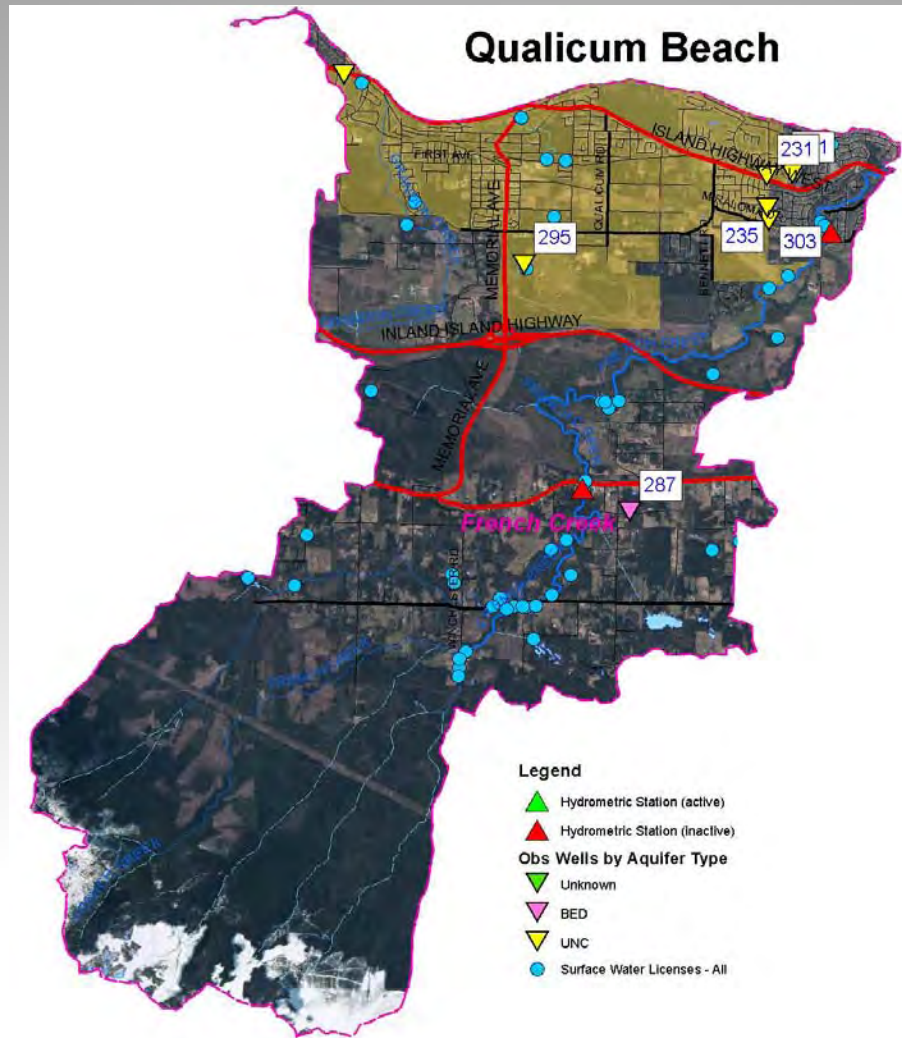 Qualicum Beach
ISLAND HIGHWAY WEST
231
1
FIRST AVE
QUALICUM RD
MEMORIAL AVE
295
235
303
INLAND ISLAND HIGHWAY
MEMORIAL AVE
287
French Creek
Legend
Hydrometric Station (active)
Hydrometric Station (inactive)
Obs Wells by Aquifer Type
Unknown
BED
UNC
Surface Water Licenses - All